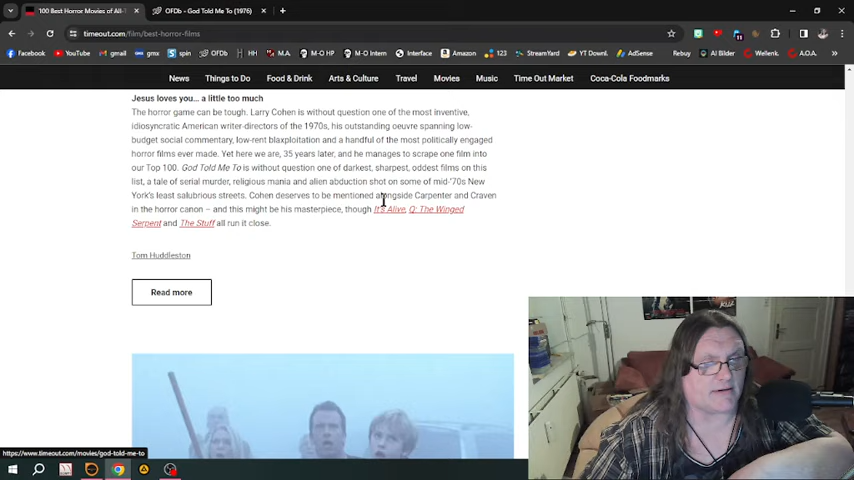 100 Best Horror Movies of All-T
OFDb - God Told Me To (1976)
timeout.com/film/best-horror-films
Facebook YouTube gmail gmx spin OFDb HH M.A. M-O HP M-O Intern Interface Amazon 123 StreamYard YT Downl. AdSense Rebuy AI Bilder Wellenk. A.O.A.
News Things to Do Food & Drink Arts & Culture Travel Movies Music Time Out Market Coca-Cola Foodmarks
Jesus loves you… a little too much
The horror game can be tough. Larry Cohen is without question one of the most inventive,
idiosyncratic American writer-directors of the 1970s, his outstanding oeuvre spanning low-
budget social commentary, low-rent blaxploitation and a handful of the most politically engaged
horror films ever made. Yet here we are, 35 years later, and he manages to scrape one film into
our Top 100. God Told Me To is without question one of darkest, sharpest, oddest films on this
list, a tale of serial murder, religious mania and alien abduction shot on some of mid-'70s New
York's least salubrious streets. Cohen deserves to be mentioned alongside Carpenter and Craven
in the horror canon – and this might be his masterpiece, though It's Alive, Q: The Winged
Serpent and The Stuff all run it close.
Tom Huddleston
Read more
https://www.timeout.com/movies/god-told-me-to